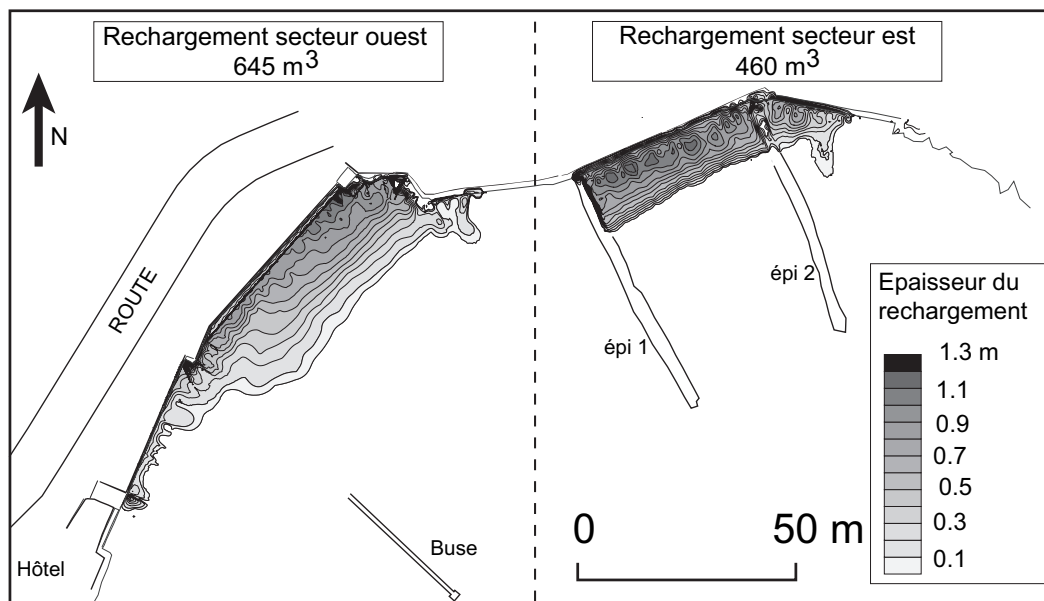 Rechargement secteur ouest
645 m³
Rechargement secteur est
460 m³
N
ROUTE
épi 1
épi 2
Hôtel
Buse
0 50 m
Epaisseur du
rechargement
1.3 m
1.1
0.9
0.7
0.5
0.3
0.1